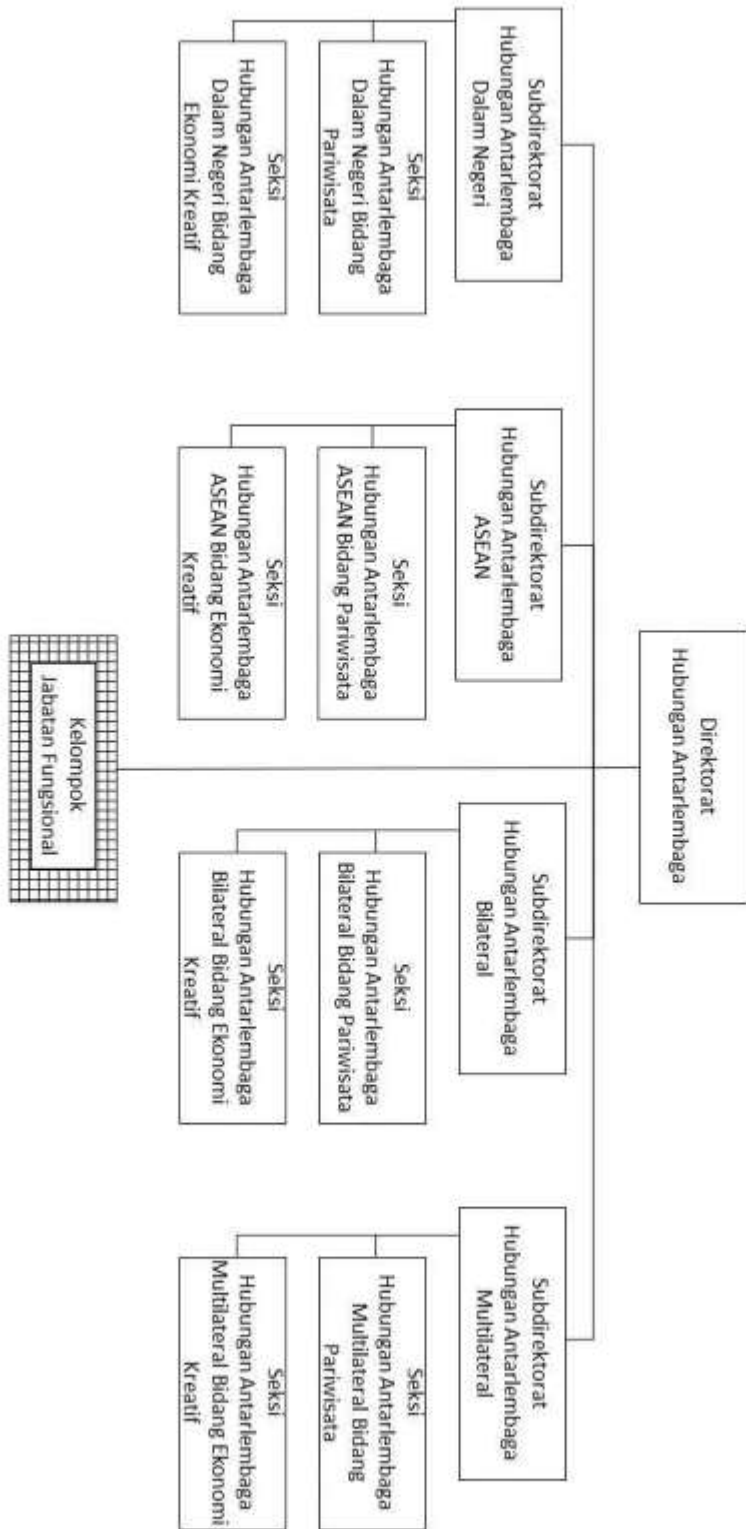 Direktorat
Hubungan Antarlembaga
Subdirektorat
Hubungan Antarlembaga
Dalam Negeri
Seksi
Hubungan Antarlembaga
Dalam Negeri Bidang
Pariwisata
Seksi
Hubungan Antarlembaga
Dalam Negeri Bidang
Ekonomi Kreatif
Subdirektorat
Hubungan Antarlembaga
ASEAN
Seksi
Hubungan Antarlembaga
ASEAN Bidang Pariwisata
Seksi
Hubungan Antarlembaga
ASEAN Bidang Ekonomi
Kreatif
Subdirektorat
Hubungan Antarlembaga
Bilateral
Seksi
Hubungan Antarlembaga
Bilateral Bidang Pariwisata
Seksi
Hubungan Antarlembaga
Bilateral Bidang Ekonomi
Kreatif
Subdirektorat
Hubungan Antarlembaga
Multilateral
Seksi
Hubungan Antarlembaga
Multilateral Bidang
Pariwisata
Seksi
Hubungan Antarlembaga
Multilateral Bidang Ekonomi
Kreatif
Kelompok
Jabatan Fungsional